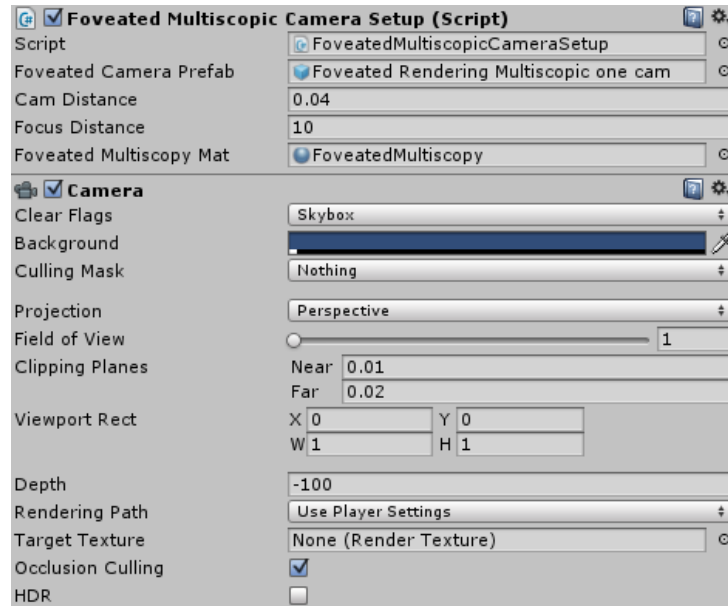 Foveated Multiscopic Camera Setup (Script)
Script FoveatedMultiscopicCameraSetup
Foveated Camera Prefab Foveated Rendering Multiscopic one cam
Cam Distance 0.04
Focus Distance 10
Foveated Multiscopy Mat FoveatedMultiscopy
Camera
Clear Flags Skybox
Background
Culling Mask Nothing
Projection Perspective
Field of View 1
Clipping Planes Near 0.01
Far 0.02
Viewport Rect X 0 Y 0
W 1 H 1
Depth -100
Rendering Path Use Player Settings
Target Texture None (Render Texture)
Occlusion Culling
HDR